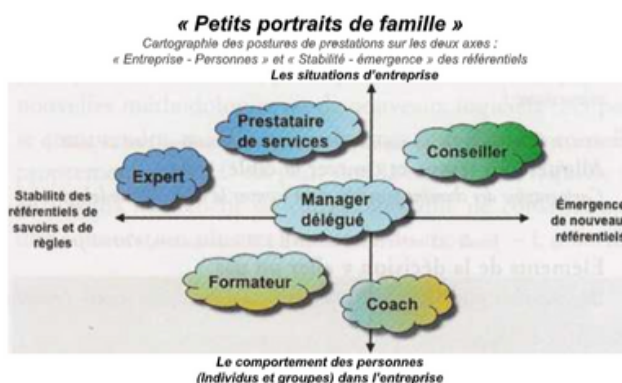 « Petits portraits de famille »
Cartographie des postures de prestations sur les deux axes :
« Entreprise - Personnes » et « Stabilité - émergence » des référentiels
Les situations d'entreprise
Prestataire
de services
Conseiller
Expert
Stabilité des
référentiels de
savoirs et de
règles
Manager
délégué
Émergence
de nouveaux
référentiels
Formateur
Coach
Le comportement des personnes
(Individus et groupes) dans l'entreprise